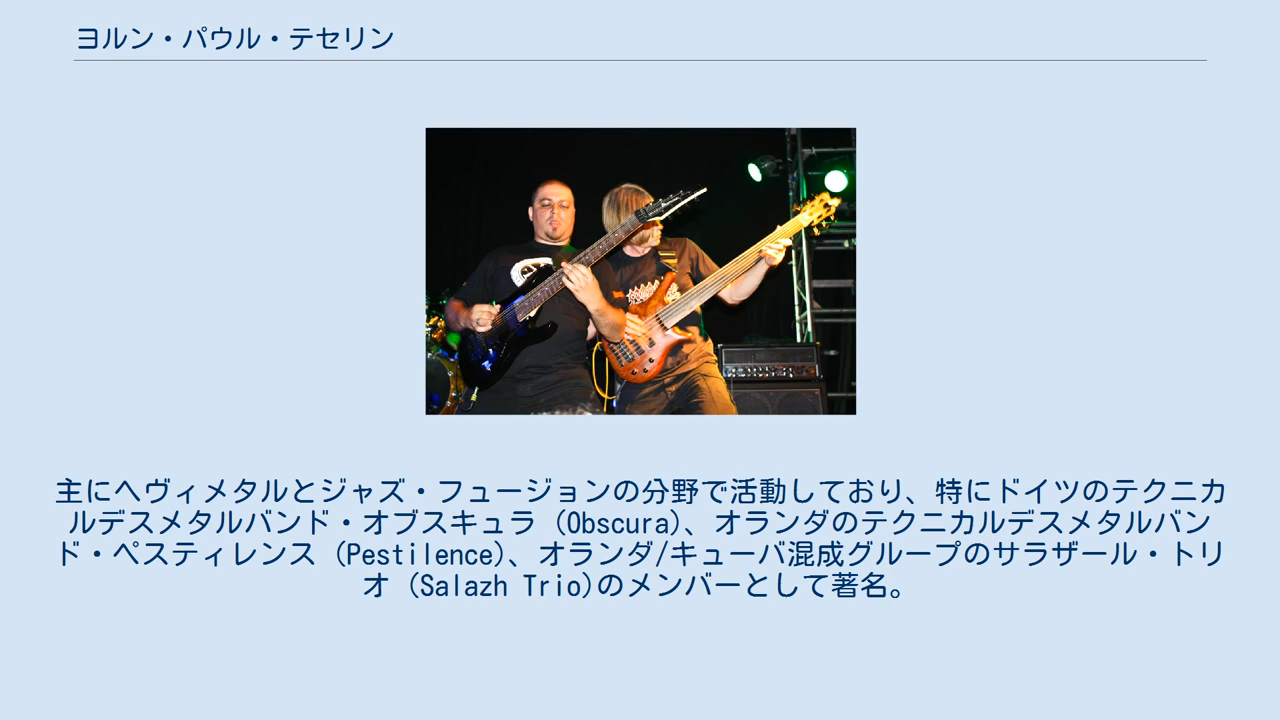 ヨルン・パウル・テセリン
主にヘヴィメタルとジャズ・フュージョンの分野で活動しており、特にドイツのテクニカ
ルデスメタルバンド・オブスキュラ (Obscura)、オランダのテクニカルデスメタルバン
ド・ペスティレンス (Pestilence)、オランダ/キューバ混成グループのサラザール・トリ
オ (Salazh Trio)のメンバーとして著名。